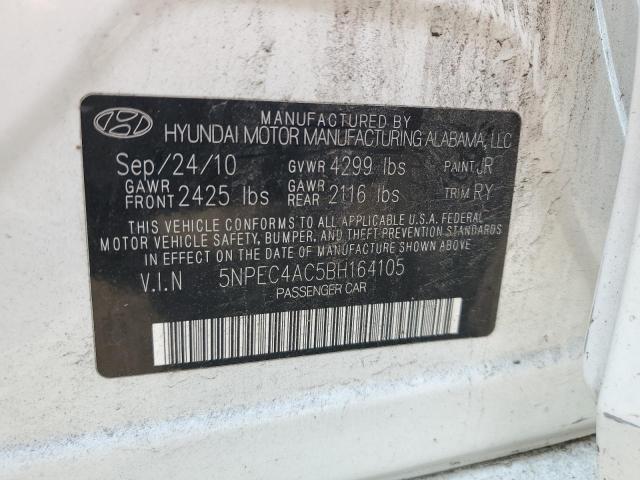 MANUFACTURED BY
HYUNDAI MOTOR MANUFACTURING ALABAMA, LLC
Sep/24/10 GVWR 4299 lbs PAINT JR
GAWR FRONT 2425 lbs GAWR REAR 2116 lbs TRIM RY
THIS VEHICLE CONFORMS TO ALL APPLICABLE U.S.A. FEDERAL
MOTOR VEHICLE SAFETY, BUMPER, AND THEFT PREVENTION STANDARDS
IN EFFECT ON THE DATE OF MANUFACTURE SHOWN ABOVE.
V.I.N 5NPEC4AC5BH164105
PASSENGER CAR